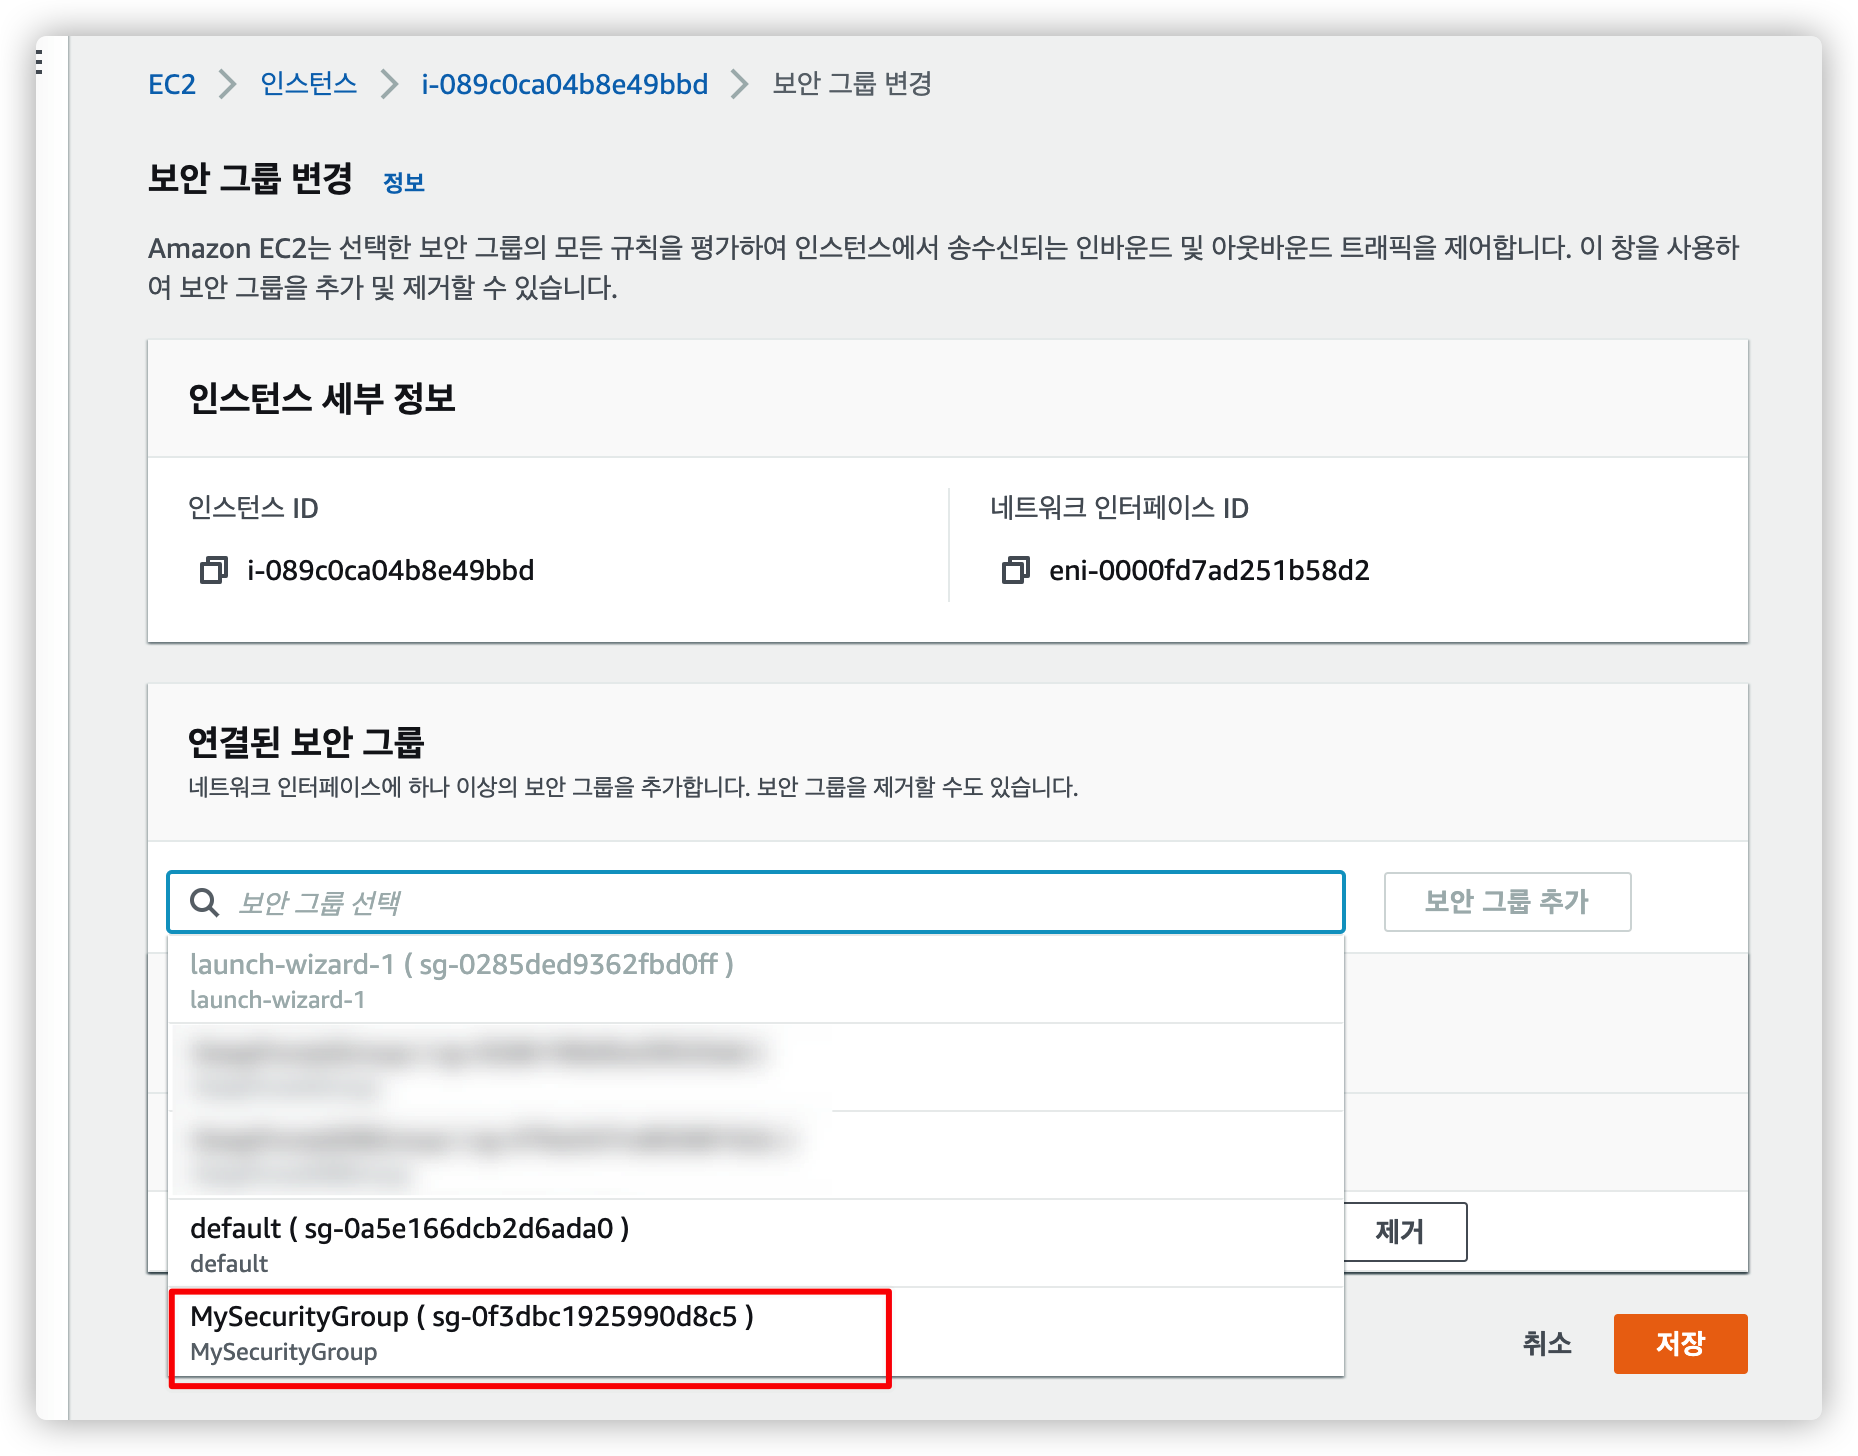 EC2 > 인스턴스 > i-089c0ca04b8e49bbd > 보안 그룹 변경
보안 그룹 변경 정보
Amazon EC2는 선택한 보안 그룹의 모든 규칙을 평가하여 인스턴스에서 송수신되는 인바운드 및 아웃바운드 트래픽을 제어합니다. 이 창을 사용하
여 보안 그룹을 추가 및 제거할 수 있습니다.
인스턴스 세부 정보
인스턴스 ID
i-089c0ca04b8e49bbd
네트워크 인터페이스 ID
eni-0000fd7ad251b58d2
연결된 보안 그룹
네트워크 인터페이스에 하나 이상의 보안 그룹을 추가합니다. 보안 그룹을 제거할 수도 있습니다.
보안 그룹 선택
보안 그룹 추가
launch-wizard-1 ( sg-0285ded9362fbd0ff )
launch-wizard-1
default ( sg-0a5e166dcb2d6ada0 )
default
제거
MySecurityGroup ( sg-0f3dbc1925990d8c5 )
MySecurityGroup
취소
저장